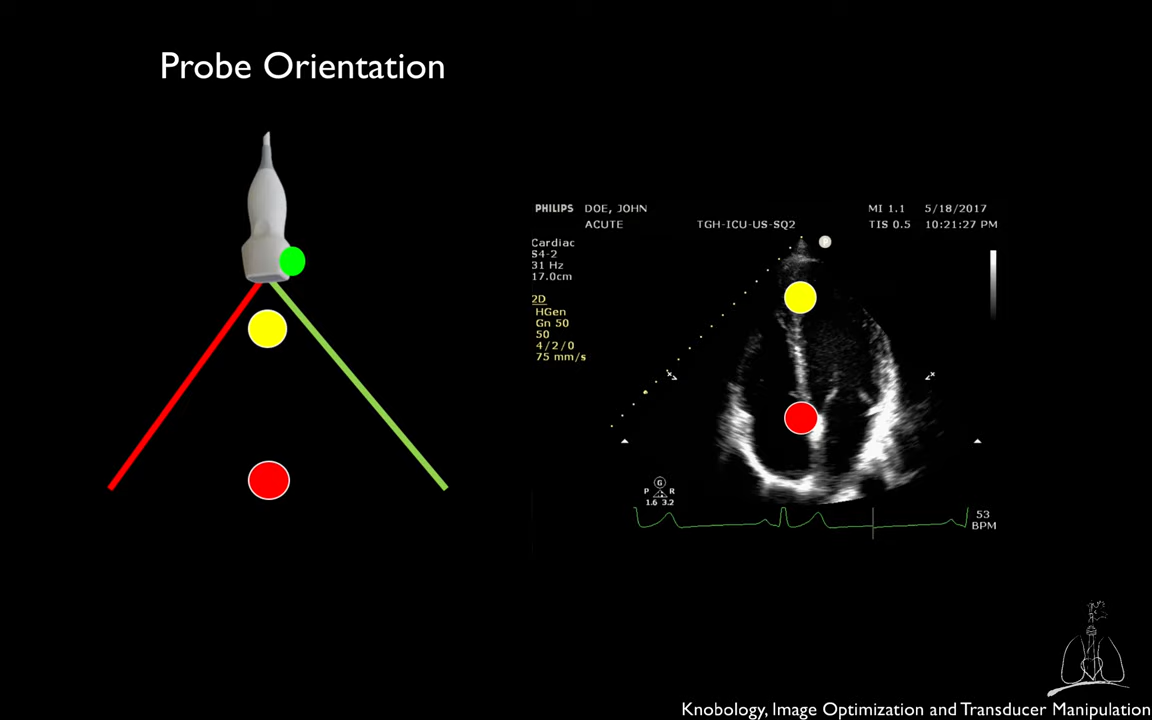 Probe Orientation
PHILIPS DOE, JOHN MI 1.1 5/18/2017
ACUTE TGH-ICU-US-SQ2 TIS 0.5 10:21:27 PM
Cardiac
S4-2
31 Hz
17.0cm
2D
HGen
Gn 50
50
4/2/0
75 mm/s
P
G
P R
1.6 3.2
53
BPM
Knobology, Image Optimization and Transducer Manipulation